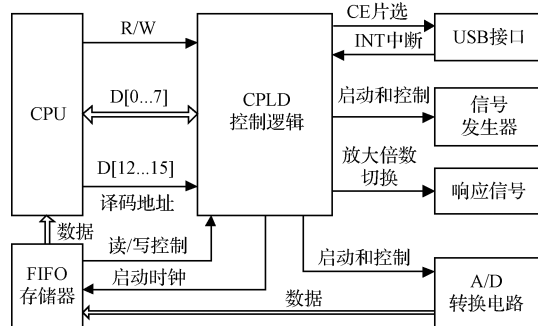 CE片选
R/W
INT中断
USB接口
CPU
D[0...7]
CPLD
控制逻辑
启动和控制
信号
发生器
D[12...15]
译码地址
放大倍数
切换
响应信号
数据
读/写控制
FIFO
存储器
启动时钟
启动和控制
数据
A/D
转换电路